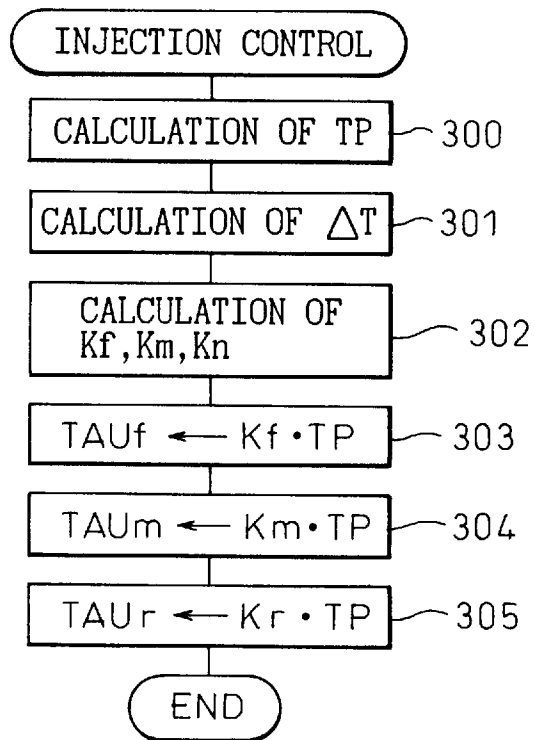 INJECTION CONTROL
CALCULATION OF TP 300
CALCULATION OF △T 301
CALCULATION OF
Kf,Km,Kn 302
TAUf ← Kf・TP 303
TAUm ← Km・TP 304
TAUr ← Kr・TP 305
END